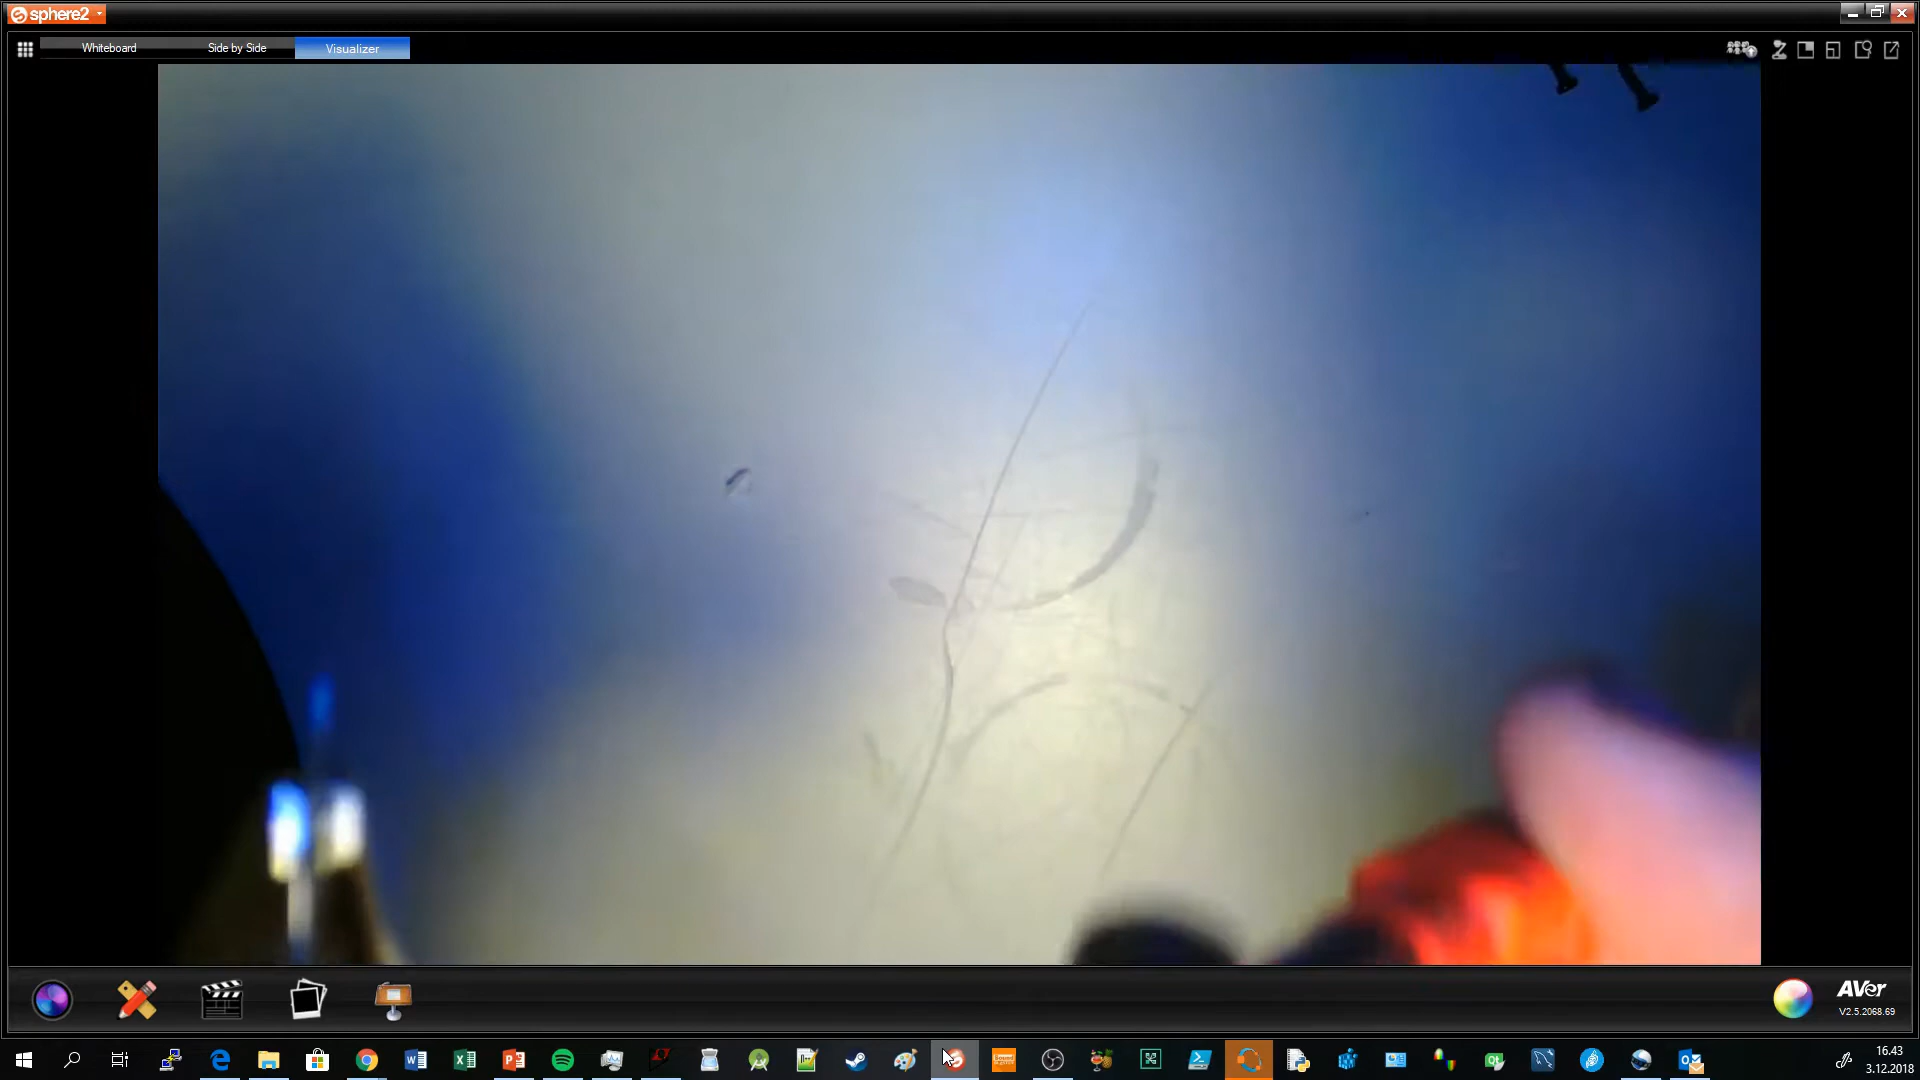 sphere2
Whiteboard
Side by Side
Visualizer
AVer
V2.5.2068.69
16.43
3.12.2018